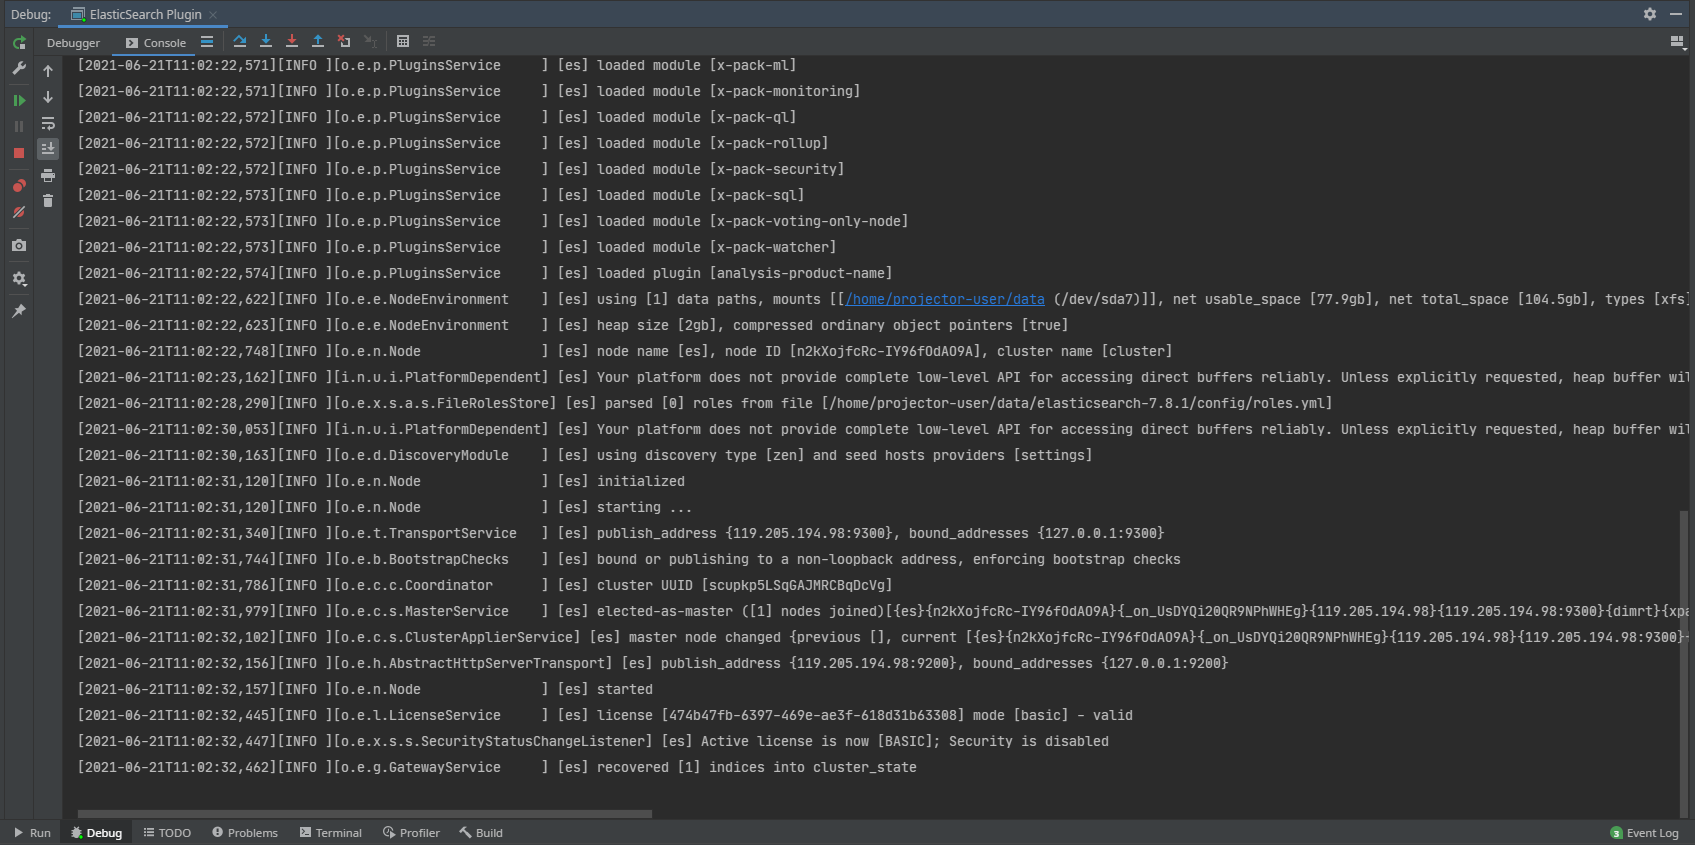 Debug: ElasticSearch Plugin
Debugger Console
[2021-06-21T11:02:22,571][INFO ][o.e.p.PluginsService     ] [es] loaded module [x-pack-ml]
[2021-06-21T11:02:22,571][INFO ][o.e.p.PluginsService     ] [es] loaded module [x-pack-monitoring]
[2021-06-21T11:02:22,572][INFO ][o.e.p.PluginsService     ] [es] loaded module [x-pack-ql]
[2021-06-21T11:02:22,572][INFO ][o.e.p.PluginsService     ] [es] loaded module [x-pack-rollup]
[2021-06-21T11:02:22,572][INFO ][o.e.p.PluginsService     ] [es] loaded module [x-pack-security]
[2021-06-21T11:02:22,573][INFO ][o.e.p.PluginsService     ] [es] loaded module [x-pack-sql]
[2021-06-21T11:02:22,573][INFO ][o.e.p.PluginsService     ] [es] loaded module [x-pack-voting-only-node]
[2021-06-21T11:02:22,573][INFO ][o.e.p.PluginsService     ] [es] loaded module [x-pack-watcher]
[2021-06-21T11:02:22,574][INFO ][o.e.p.PluginsService     ] [es] loaded plugin [analysis-product-name]
[2021-06-21T11:02:22,622][INFO ][o.e.e.NodeEnvironment    ] [es] using [1] data paths, mounts [[/home/projector-user/data (/dev/sda7)]], net usable_space [77.9gb], net total_space [104.5gb], types [xfs]
[2021-06-21T11:02:22,623][INFO ][o.e.e.NodeEnvironment    ] [es] heap size [2gb], compressed ordinary object pointers [true]
[2021-06-21T11:02:22,748][INFO ][o.e.n.Node               ] [es] node name [es], node ID [n2kXojfcRc-IY96fOdAO9A], cluster name [cluster]
[2021-06-21T11:02:23,162][INFO ][i.n.u.i.PlatformDependent] [es] Your platform does not provide complete low-level API for accessing direct buffers reliably. Unless explicitly requested, heap buffer wil
[2021-06-21T11:02:28,290][INFO ][o.e.x.s.a.s.FileRolesStore] [es] parsed [0] roles from file [/home/projector-user/data/elasticsearch-7.8.1/config/roles.yml]
[2021-06-21T11:02:30,053][INFO ][i.n.u.i.PlatformDependent] [es] Your platform does not provide complete low-level API for accessing direct buffers reliably. Unless explicitly requested, heap buffer wil
[2021-06-21T11:02:30,163][INFO ][o.e.d.DiscoveryModule    ] [es] using discovery type [zen] and seed hosts providers [settings]
[2021-06-21T11:02:31,120][INFO ][o.e.n.Node               ] [es] initialized
[2021-06-21T11:02:31,120][INFO ][o.e.n.Node               ] [es] starting ...
[2021-06-21T11:02:31,340][INFO ][o.e.t.TransportService   ] [es] publish_address {119.205.194.98:9300}, bound_addresses {127.0.0.1:9300}
[2021-06-21T11:02:31,744][INFO ][o.e.b.BootstrapChecks    ] [es] bound or publishing to a non-loopback address, enforcing bootstrap checks
[2021-06-21T11:02:31,786][INFO ][o.e.c.c.Coordinator      ] [es] cluster UUID [scupkp5LSqGAJMRCBqDcVg]
[2021-06-21T11:02:31,979][INFO ][o.e.c.s.MasterService    ] [es] elected-as-master ([1] nodes joined)[{es}{n2kXojfcRc-IY96fOdAO9A}{_on_UsDYQi20QR9NPhWHEg}{119.205.194.98}{119.205.194.98:9300}{dimrt}{xpa
[2021-06-21T11:02:32,102][INFO ][o.e.c.s.ClusterApplierService] [es] master node changed {previous [], current [{es}{n2kXojfcRc-IY96fOdAO9A}{_on_UsDYQi20QR9NPhWHEg}{119.205.194.98}{119.205.194.98:9300}{
[2021-06-21T11:02:32,156][INFO ][o.e.h.AbstractHttpServerTransport] [es] publish_address {119.205.194.98:9200}, bound_addresses {127.0.0.1:9200}
[2021-06-21T11:02:32,157][INFO ][o.e.n.Node               ] [es] started
[2021-06-21T11:02:32,445][INFO ][o.e.l.LicenseService     ] [es] license [474b47fb-6397-469e-ae3f-618d31b63308] mode [basic] - valid
[2021-06-21T11:02:32,447][INFO ][o.e.x.s.s.SecurityStatusChangeListener] [es] Active license is now [BASIC]; Security is disabled
[2021-06-21T11:02:32,462][INFO ][o.e.g.GatewayService     ] [es] recovered [1] indices into cluster_state
Run Debug TODO Problems Terminal Profiler Build 3 Event Log